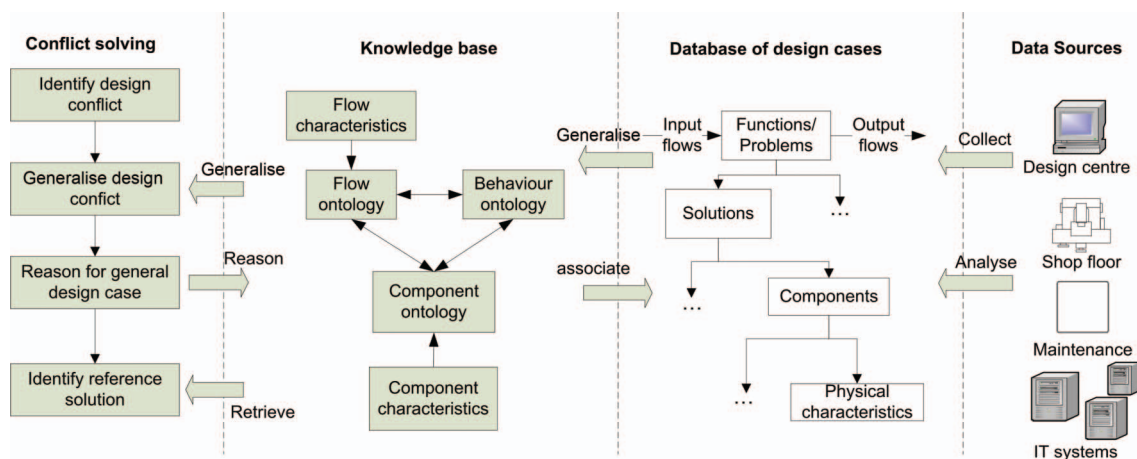 Conflict solving
Identify design
conflict
Generalise design
confict
Reason for general
design case
Identify reference
solution
Generalise
Reason
Retrieve
Knowledge base
Flow
characteristics
Flow
ontology
Behaviour
ontology
Component
ontology
Component
characteristics
Generalise
associate
Database of design cases
Input
flows
Functions/
Problems
Output
flows
Solutions
...
...
Components
...
Physical
characteristics
Collect
Analyse
Data Sources
Design centre
Shop floor
Maintenance
IT systems